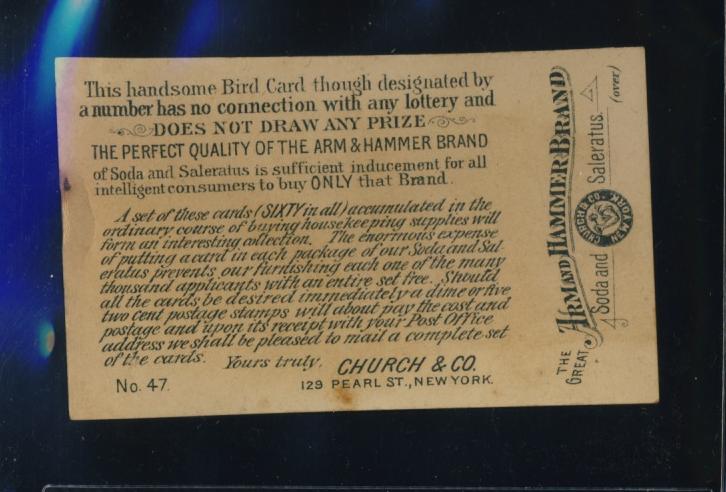 This handsome Bird Card though designated by
a number has no connection with any lottery and
DOES NOT DRAW ANY PRIZE
THE PERFECT QUALITY OF THE ARM & HAMMER BRAND
of Soda and Saleratus is sufficient inducement for all
intelligent consumers to buy ONLY that Brand.
A set of these cards (SIXTY in all) accumulated in the
ordinary course of buying housekeeping supplies will
form an interesting collection. The enormous expense
of putting a card in each package of our Soda and Sal-
eratus prevents our furnishing each one of the many
thousand applicants with an entire set free. Should
all the cards be desired immediately a dime or five
two cent postage stamps will about pay the cost and
postage and upon its receipt with your Post Office
address we shall be pleased to mail a complete set
of the cards. Yours truly, CHURCH & CO.
No. 47. 129 PEARL ST., NEW YORK.
THE GREAT
ARM AND HAMMER BRAND
Soda and Saleratus.
CHURCH & CO. NEW YORK
(over)